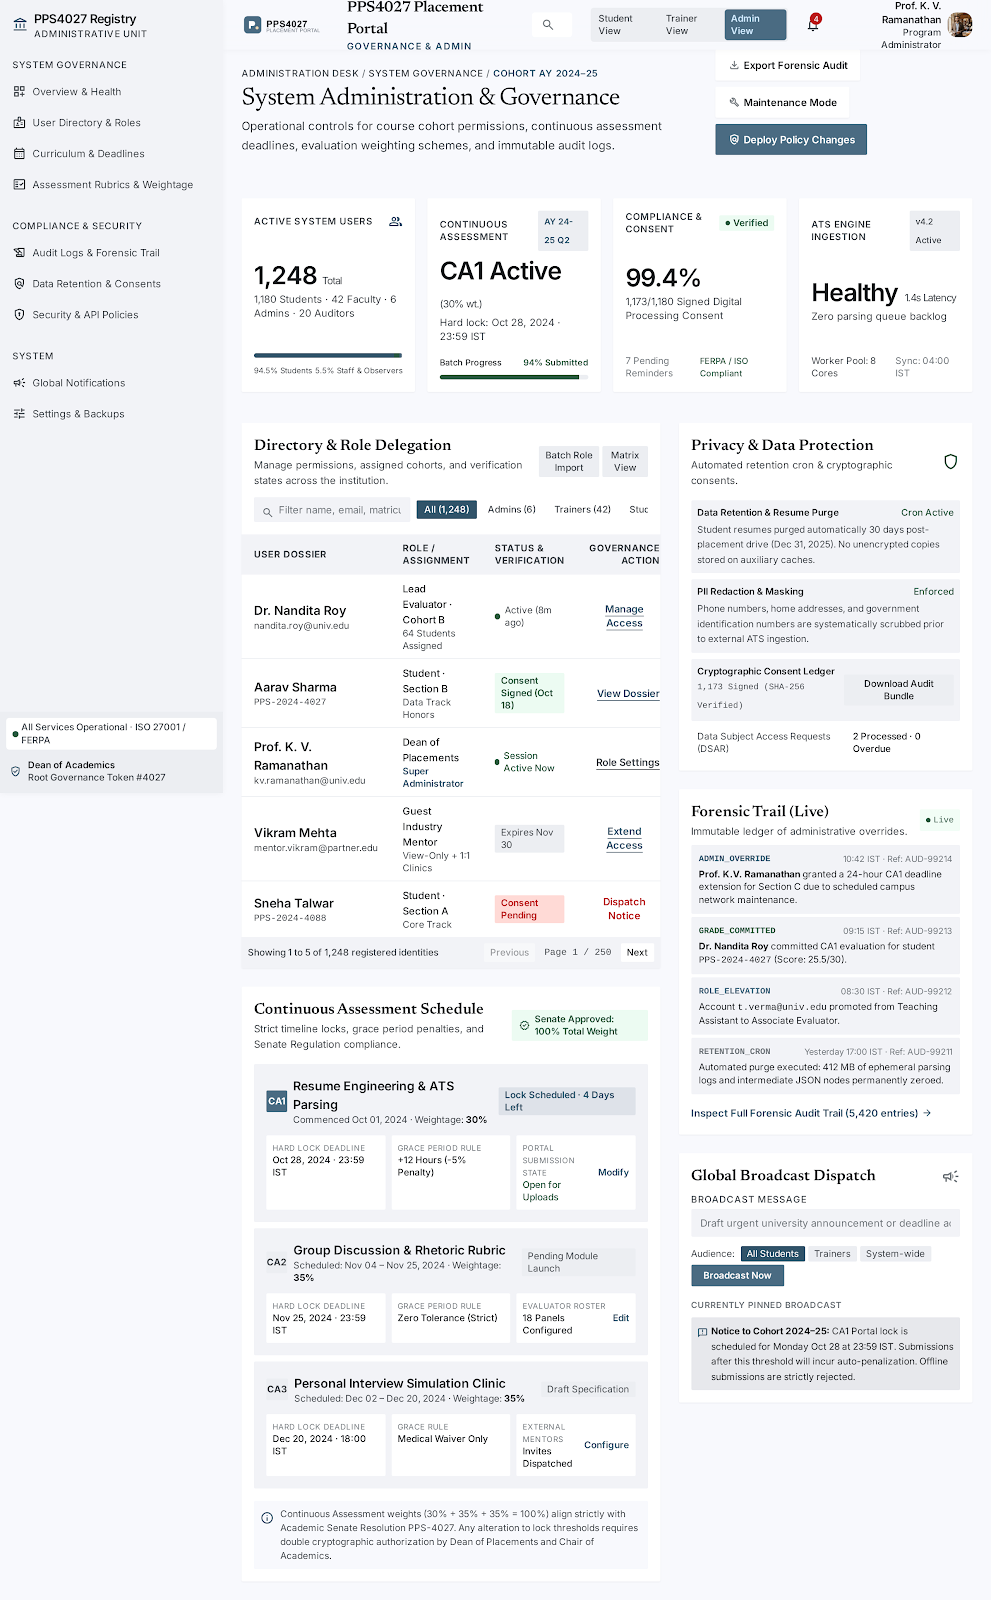 PPS4027 Registry
ADMINISTRATIVE UNIT
SYSTEM GOVERNANCE
Overview & Health
User Directory & Roles
Curriculum & Deadlines
Assessment Rubrics & Weightage
COMPLIANCE & SECURITY
Audit Logs & Forensic Trail
Data Retention & Consents
Security & API Policies
SYSTEM
Global Notifications
Settings & Backups
All Services Operational · ISO 27001 /
FERPA
Dean of Academics
Root Governance Token #4027
PPS4027
PLACEMENT PORTAL
PPS4027 Placement
Portal
GOVERNANCE & ADMIN
Student
View
Trainer
View
Admin
View
4
Prof. K. V.
Ramanathan
Program
Administrator
ADMINISTRATION DESK / SYSTEM GOVERNANCE / COHORT AY 2024–25
System Administration & Governance
Operational controls for course cohort permissions, continuous assessment
deadlines, evaluation weighting schemes, and immutable audit logs.
Export Forensic Audit
Maintenance Mode
Deploy Policy Changes
ACTIVE SYSTEM USERS
1,248 Total
1,180 Students · 42 Faculty · 6
Admins · 20 Auditors
94.5% Students 5.5% Staff & Observers
CONTINUOUS
ASSESSMENT
AY 24-
25 Q2
CA1 Active
(30% wt.)
Hard lock: Oct 28, 2024 ·
23:59 IST
Batch Progress 94% Submitted
COMPLIANCE &
CONSENT
Verified
99.4%
1,173/1,180 Signed Digital
Processing Consent
7 Pending
Reminders
FERPA / ISO
Compliant
ATS ENGINE
INGESTION
v4.2
Active
Healthy 1.4s Latency
Zero parsing queue backlog
Worker Pool: 8
Cores
Sync: 04:00
IST
Directory & Role Delegation
Manage permissions, assigned cohorts, and verification
states across the institution.
Batch Role
Import
Matrix
View
Filter name, email, matricu
All (1,248)
Admins (6)
Trainers (42)
Stuc
USER DOSSIER
ROLE /
ASSIGNMENT
STATUS &
VERIFICATION
GOVERNANCE
ACTION
Dr. Nandita Roy
nandita.roy@univ.edu
Lead
Evaluator ·
Cohort B
64 Students
Assigned
Active (8m
ago)
Manage
Access
Aarav Sharma
PPS-2024-4027
Student ·
Section B
Data Track
Honors
Consent
Signed (Oct
18)
View Dossier
Prof. K. V.
Ramanathan
kv.ramanathan@univ.edu
Dean of
Placements
Super
Administrator
Session
Active Now
Role Settings
Vikram Mehta
mentor.vikram@partner.edu
Guest
Industry
Mentor
View-Only + 1:1
Clinics
Expires Nov
30
Extend
Access
Sneha Talwar
PPS-2024-4088
Student ·
Section A
Core Track
Consent
Pending
Dispatch
Notice
Showing 1 to 5 of 1,248 registered identities
Previous
Page 1 / 250
Next
Continuous Assessment Schedule
Strict timeline locks, grace period penalties, and
Senate Regulation compliance.
Senate Approved:
100% Total Weight
CA1
Resume Engineering & ATS
Parsing
Commenced Oct 01, 2024 · Weightage: 30%
Lock Scheduled · 4 Days
Left
HARD LOCK DEADLINE
Oct 28, 2024 · 23:59
IST
GRACE PERIOD RULE
+12 Hours (-5%
Penalty)
PORTAL
SUBMISSION
STATE
Open for
Uploads
Modify
CA2
Group Discussion & Rhetoric Rubric
Scheduled: Nov 04 – Nov 25, 2024 · Weightage:
35%
Pending Module
Launch
HARD LOCK DEADLINE
Nov 25, 2024 · 23:59
IST
GRACE PERIOD RULE
Zero Tolerance (Strict)
EVALUATOR ROSTER
18 Panels
Configured
Edit
CA3
Personal Interview Simulation Clinic
Scheduled: Dec 02 – Dec 20, 2024 · Weightage: 35%
Draft Specification
HARD LOCK DEADLINE
Dec 20, 2024 · 18:00
IST
GRACE RULE
Medical Waiver Only
EXTERNAL
MENTORS
Invites
Dispatched
Configure
Continuous Assessment weights (30% + 35% + 35% = 100%) align strictly with
Academic Senate Resolution PPS-4027. Any alteration to lock thresholds requires
double cryptographic authorization by Dean of Placements and Chair of
Academics.
Privacy & Data Protection
Automated retention cron & cryptographic
consents.
Data Retention & Resume Purge Cron Active
Student resumes purged automatically 30 days post-
placement drive (Dec 31, 2025). No unencrypted copies
stored on auxiliary caches.
PII Redaction & Masking Enforced
Phone numbers, home addresses, and government
identification numbers are systematically scrubbed prior
to external ATS ingestion.
Cryptographic Consent Ledger
1,173 Signed (SHA-256
Verified)
Download Audit
Bundle
Data Subject Access Requests
(DSAR)
2 Processed · 0
Overdue
Forensic Trail (Live)
Immutable ledger of administrative overrides.
Live
ADMIN_OVERRIDE 10:42 IST · Ref: AUD-99214
Prof. K.V. Ramanathan granted a 24-hour CA1 deadline
extension for Section C due to scheduled campus
network maintenance.
GRADE_COMMITTED 09:15 IST · Ref: AUD-99213
Dr. Nandita Roy committed CA1 evaluation for student
PPS-2024-4027 (Score: 25.5/30).
ROLE_ELEVATION 08:30 IST · Ref: AUD-99212
Account t.verma@univ.edu promoted from Teaching
Assistant to Associate Evaluator.
RETENTION_CRON Yesterday 17:00 IST · Ref: AUD-99211
Automated purge executed: 412 MB of ephemeral parsing
logs and intermediate JSON nodes permanently zeroed.
Inspect Full Forensic Audit Trail (5,420 entries) →
Global Broadcast Dispatch
BROADCAST MESSAGE
Draft urgent university announcement or deadline ac
Audience: All Students Trainers System-wide
Broadcast Now
CURRENTLY PINNED BROADCAST
Notice to Cohort 2024–25: CA1 Portal lock is
scheduled for Monday Oct 28 at 23:59 IST. Submissions
after this threshold will incur auto-penalization. Offline
submissions are strictly rejected.